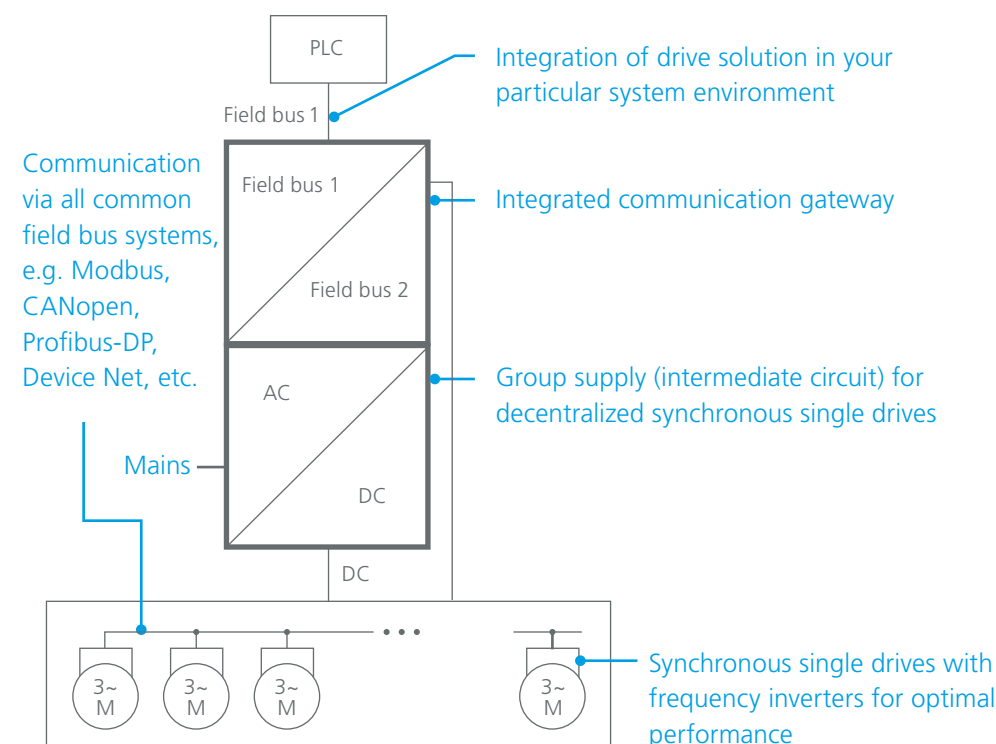 PLC
Integration of drive solution in your
particular system environment
Field bus 1
Communication
via all common
field bus systems,
e.g. Modbus,
CANopen,
Profibus-DP,
Device Net, etc.
Field bus 1
Field bus 2
Integrated communication gateway
AC
DC
Group supply (intermediate circuit) for
decentralized synchronous single drives
Mains
DC
3~
M
3~
M
3~
M
3~
M
Synchronous single drives with
frequency inverters for optimal
performance